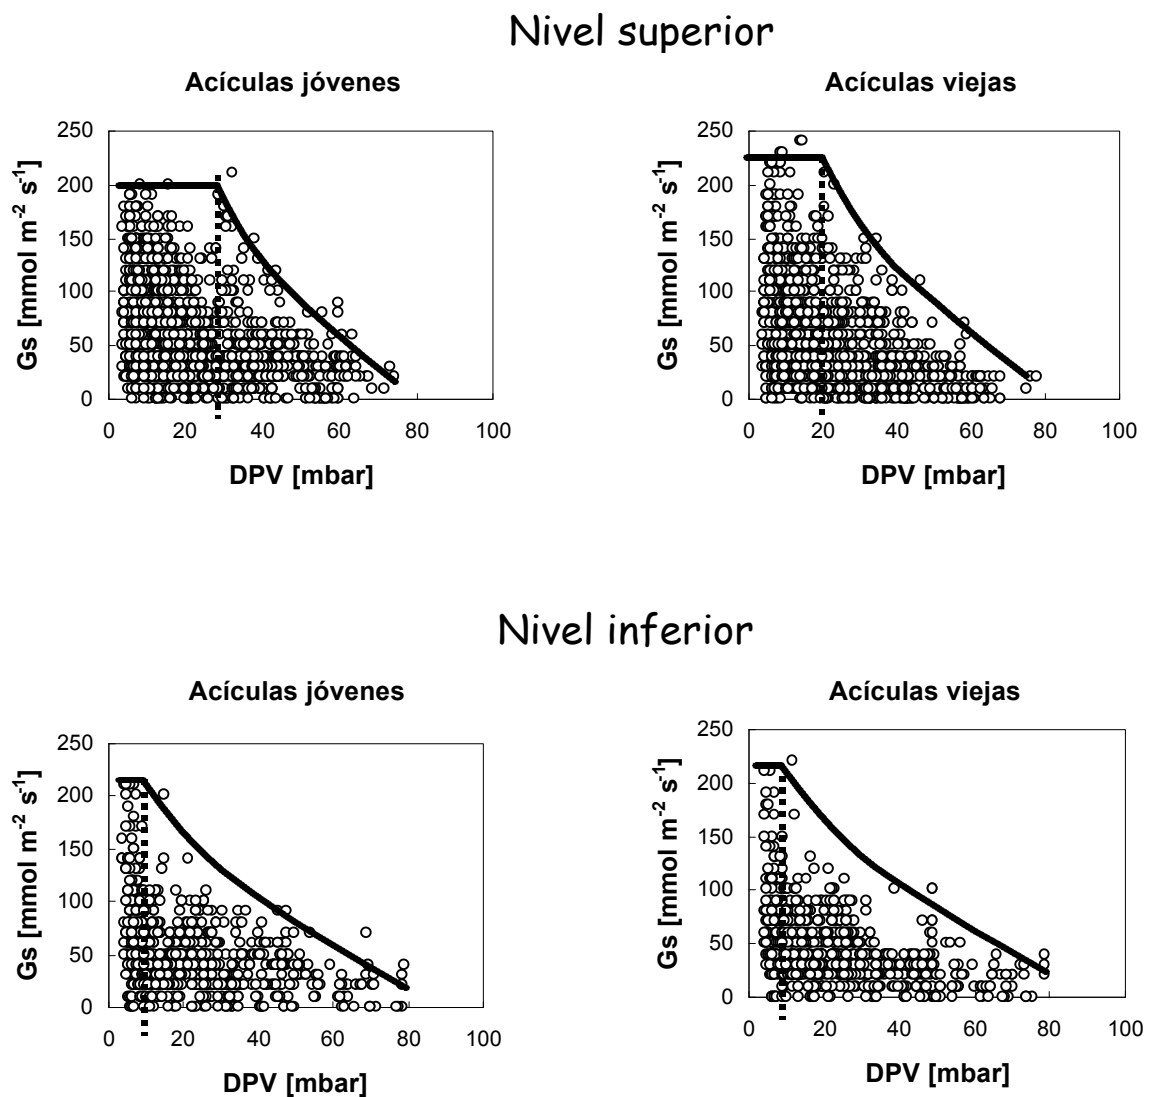 Nivel superior
Acículas jóvenes
Gs [mmol m-2 s-1]
250
200
150
100
50
0
0 20 40 60 80 100
DPV [mbar]
Acículas viejas
Gs [mmol m-2 s-1]
250
200
150
100
50
0
0 20 40 60 80 100
DPV [mbar]
Nivel inferior
Acículas jóvenes
Gs [mmol m-2 s-1]
250
200
150
100
50
0
0 20 40 60 80 100
DPV [mbar]
Acículas viejas
Gs [mmol m-2 s-1]
250
200
150
100
50
0
0 20 40 60 80 100
DPV [mbar]